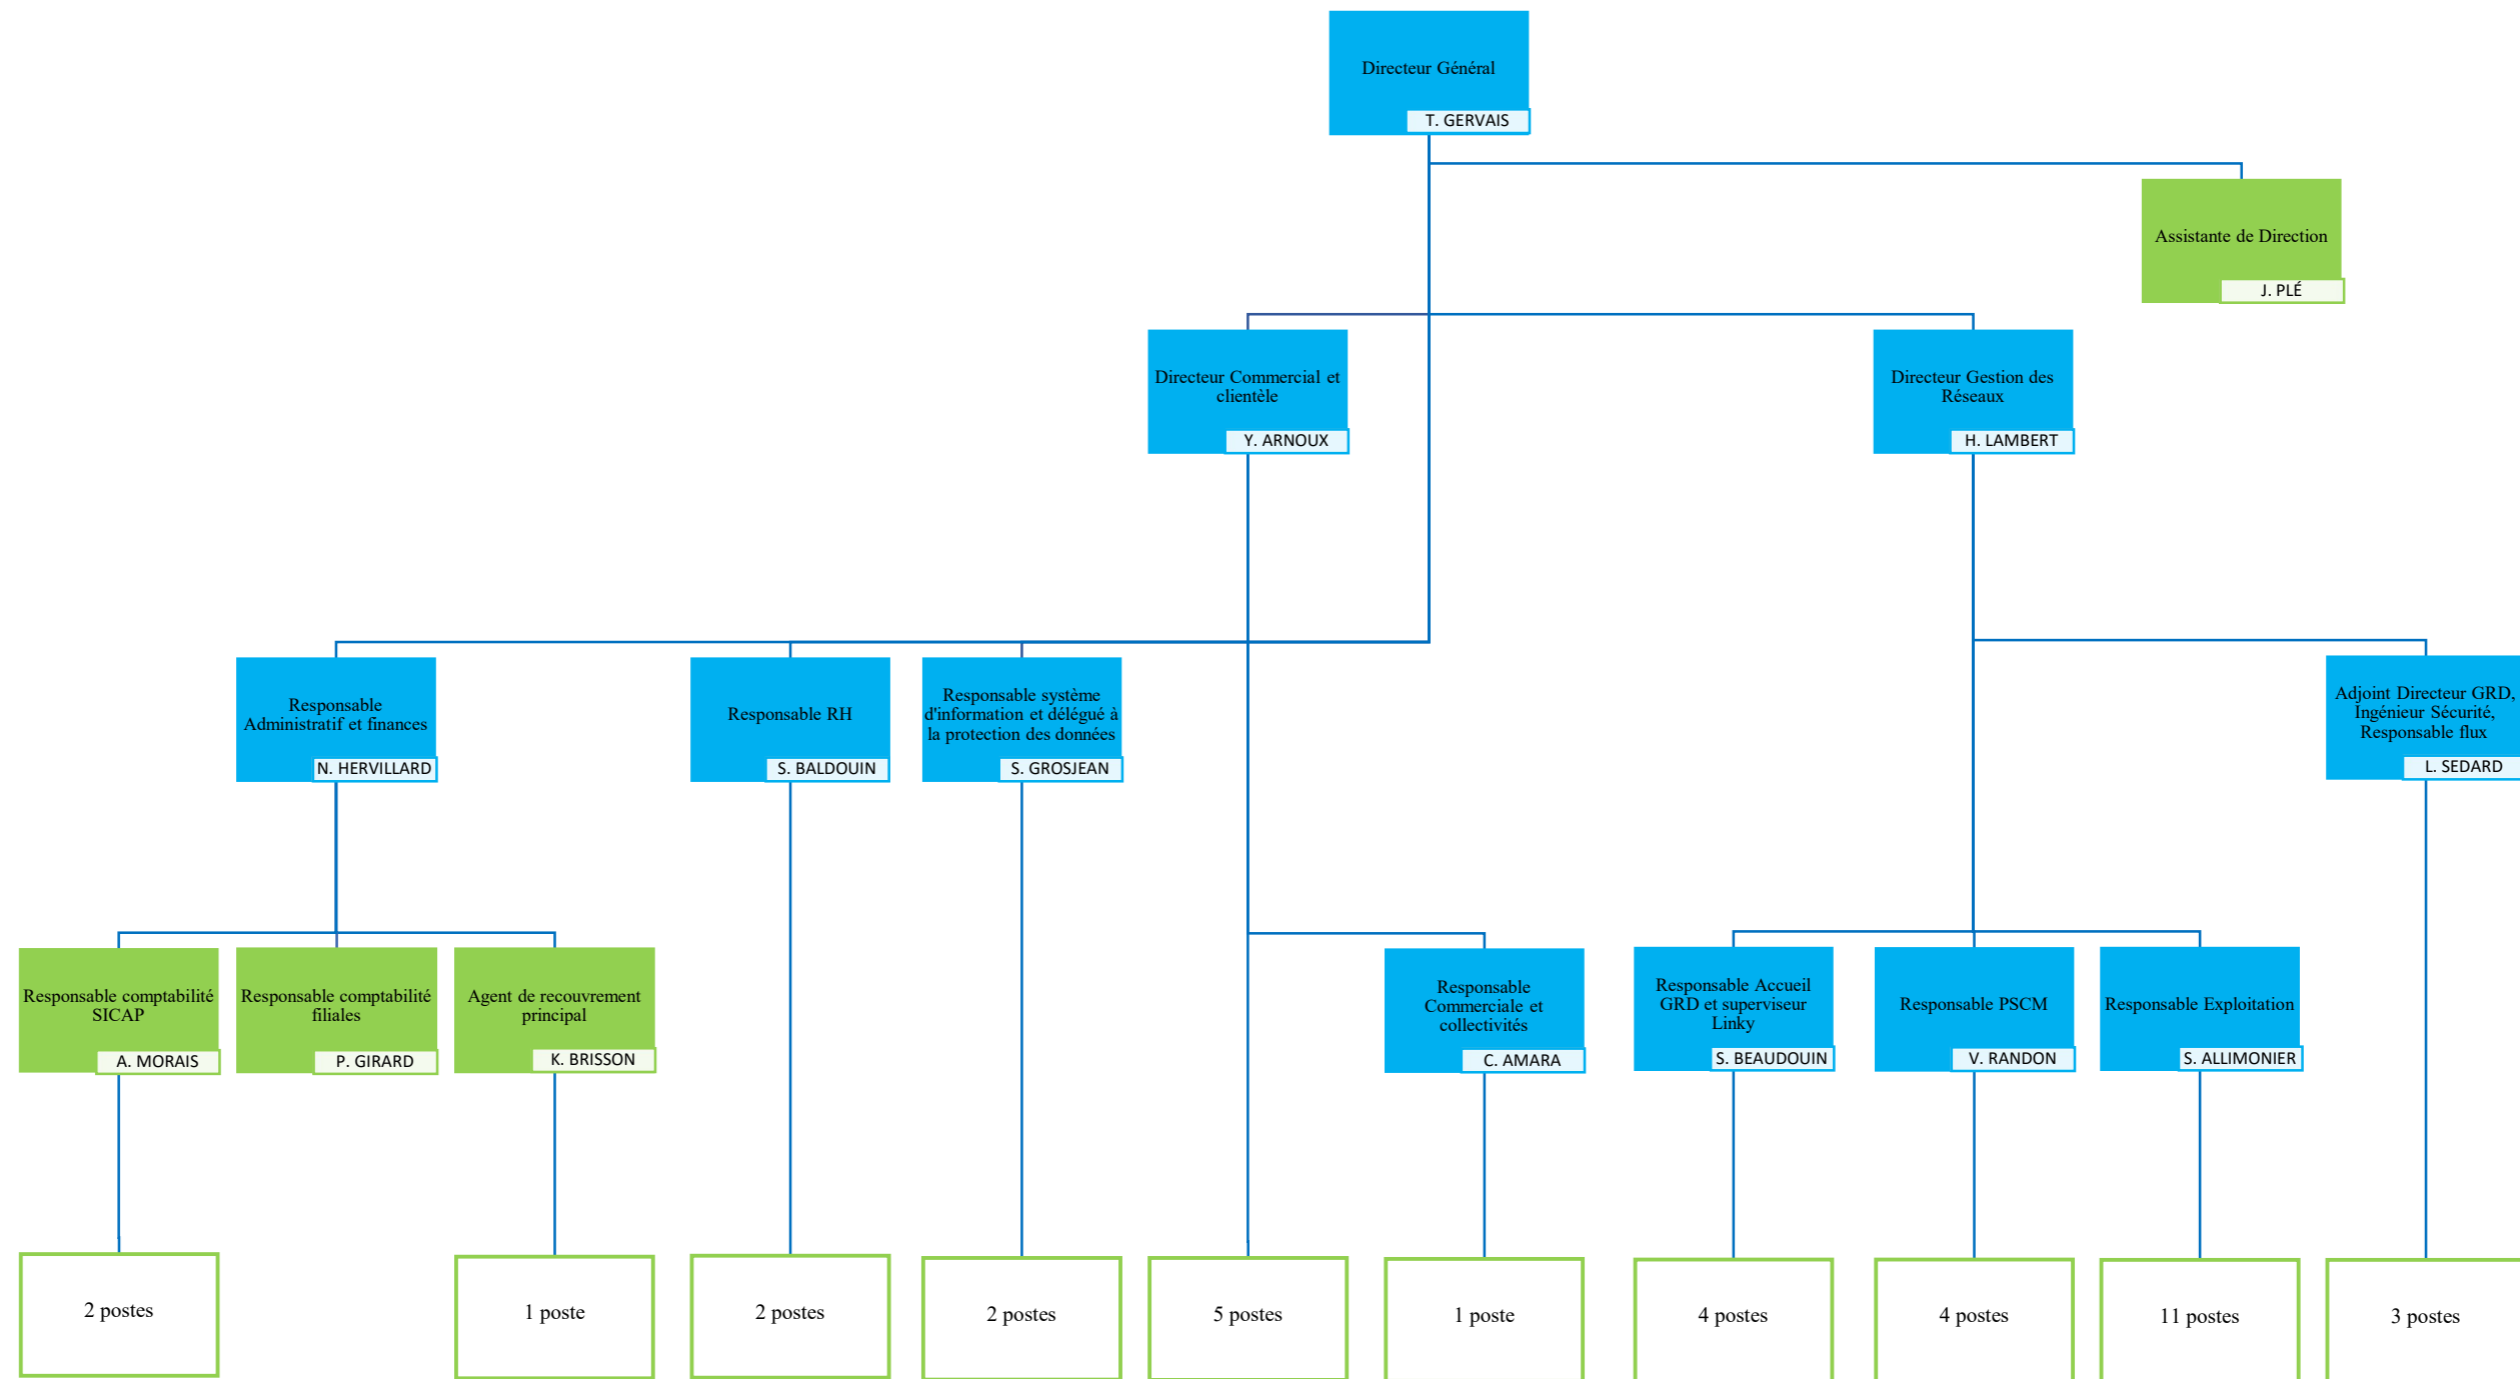 Directeur Général
T. GERVAIS
Assistante de Direction
J. PLÉ
Directeur Commercial et
clientèle
Y. ARNOUX
Directeur Gestion des
Réseaux
H. LAMBERT
Responsable
Administratif et finances
N. HERVILLARD
Responsable RH
S. BALDOUIN
Responsable système
d'information et délégué à
la protection des données
S. GROSJEAN
Adjoint Directeur GRD,
Ingénieur Sécurité,
Responsable flux
L. SEDARD
Responsable comptabilité
SICAP
A. MORAIS
Responsable comptabilité
filiales
P. GIRARD
Agent de recouvrement
principal
K. BRISSON
Responsable
Commerciale et
collectivités
C. AMARA
Responsable Accueil
GRD et superviseur
Linky
S. BEAUDOUIN
Responsable PSCM
V. RANDON
Responsable Exploitation
S. ALLIMONIER
2 postes
1 poste
2 postes
2 postes
5 postes
1 poste
4 postes
4 postes
11 postes
3 postes